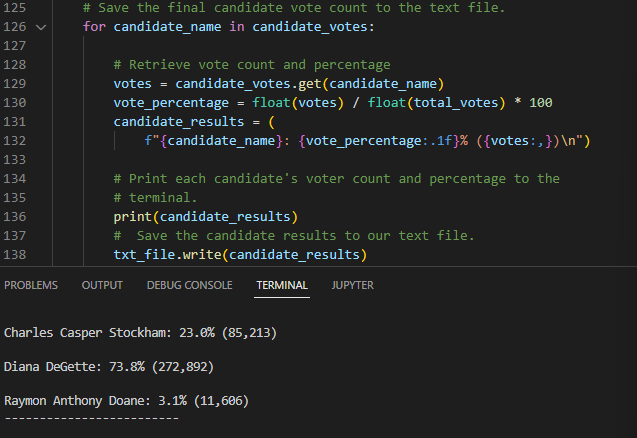 125 # Save the final candidate vote count to the text file.
126 for candidate_name in candidate_votes:
127
128 # Retrieve vote count and percentage
129 votes = candidate_votes.get(candidate_name)
130 vote_percentage = float(votes) / float(total_votes) * 100
131 candidate_results = (
132 f"{candidate_name}: {vote_percentage:.1f}% ({votes:,})\n")
133
134 # Print each candidate's voter count and percentage to the
135 # terminal.
136 print(candidate_results)
137 #  Save the candidate results to our text file.
138 txt_file.write(candidate_results)
PROBLEMS OUTPUT DEBUG CONSOLE TERMINAL JUPYTER
Charles Casper Stockham: 23.0% (85,213)
Diana DeGette: 73.8% (272,892)
Raymon Anthony Doane: 3.1% (11,606)
-------------------------